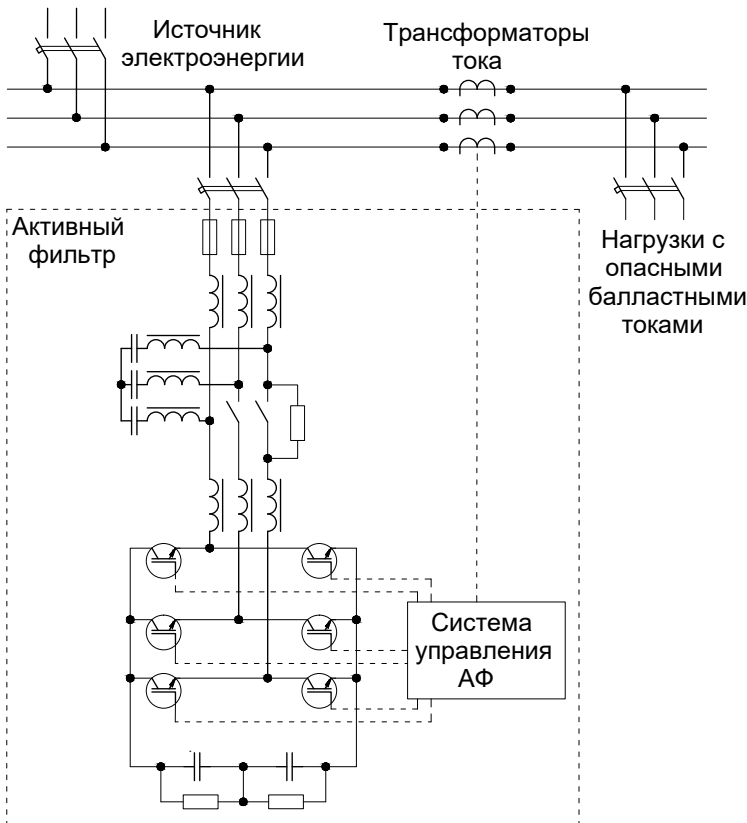 Источник
электроэнергии
Трансформаторы
тока
Активный
фильтр
Нагрузки с
опасными
балластными
токами
Система
управления
АФ